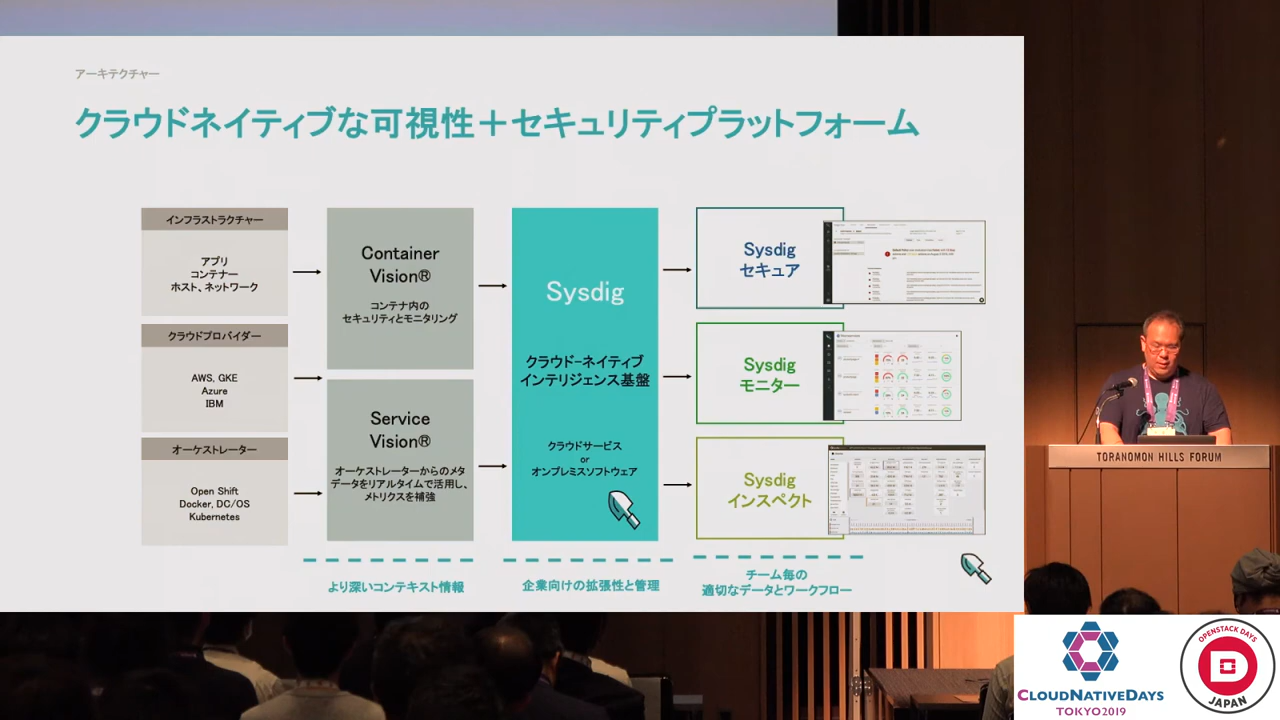 アーキテクチャー
クラウドネイティブな可視性＋セキュリティプラットフォーム
インフラストラクチャー
アプリ
コンテナー
ホスト、ネットワーク
クラウドプロバイダー
AWS, GKE
Azure
IBM
オーケストレーター
Open Shift
Docker, DC/OS
Kubernetes
Container
Vision®
コンテナ内の
セキュリティとモニタリング
Service
Vision®
オーケストレーターからのメタ
データをリアルタイムで活用し、
メトリクスを補強
Sysdig
クラウド-ネイティブ
インテリジェンス基盤
クラウドサービス
or
オンプレミスソフトウェア
Sysdig
セキュア
Sysdig
モニター
Sysdig
インスペクト
より深いコンテキスト情報
企業向けの拡張性と管理
チーム毎の
適切なデータとワークフロー
TORANOMON HILLS FORUM
CLOUDNATIVEDAYS
TOKYO2019
OPENSTACK DAYS
JAPAN